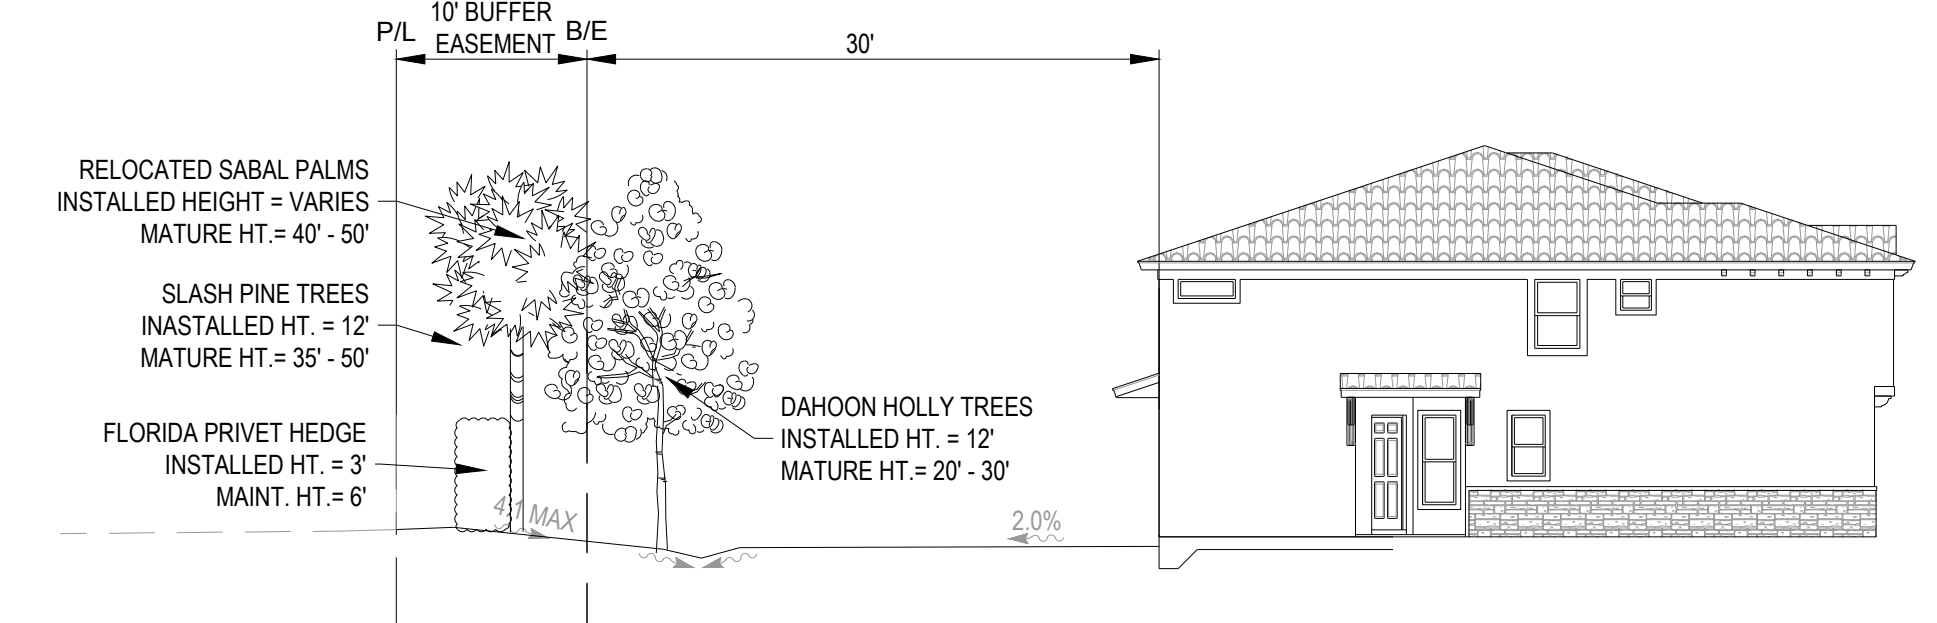 10' BUFFER
P/L EASEMENT B/E
30'
RELOCATED SABAL PALMS
INSTALLED HEIGHT = VARIES
MATURE HT.= 40' - 50'
SLASH PINE TREES
INASTALLED HT. = 12'
MATURE HT.= 35' - 50'
FLORIDA PRIVET HEDGE
INSTALLED HT. = 3'
MAINT. HT.= 6'
DAHOON HOLLY TREES
INSTALLED HT. = 12'
MATURE HT.= 20' - 30'
4:1 MAX
2.0%